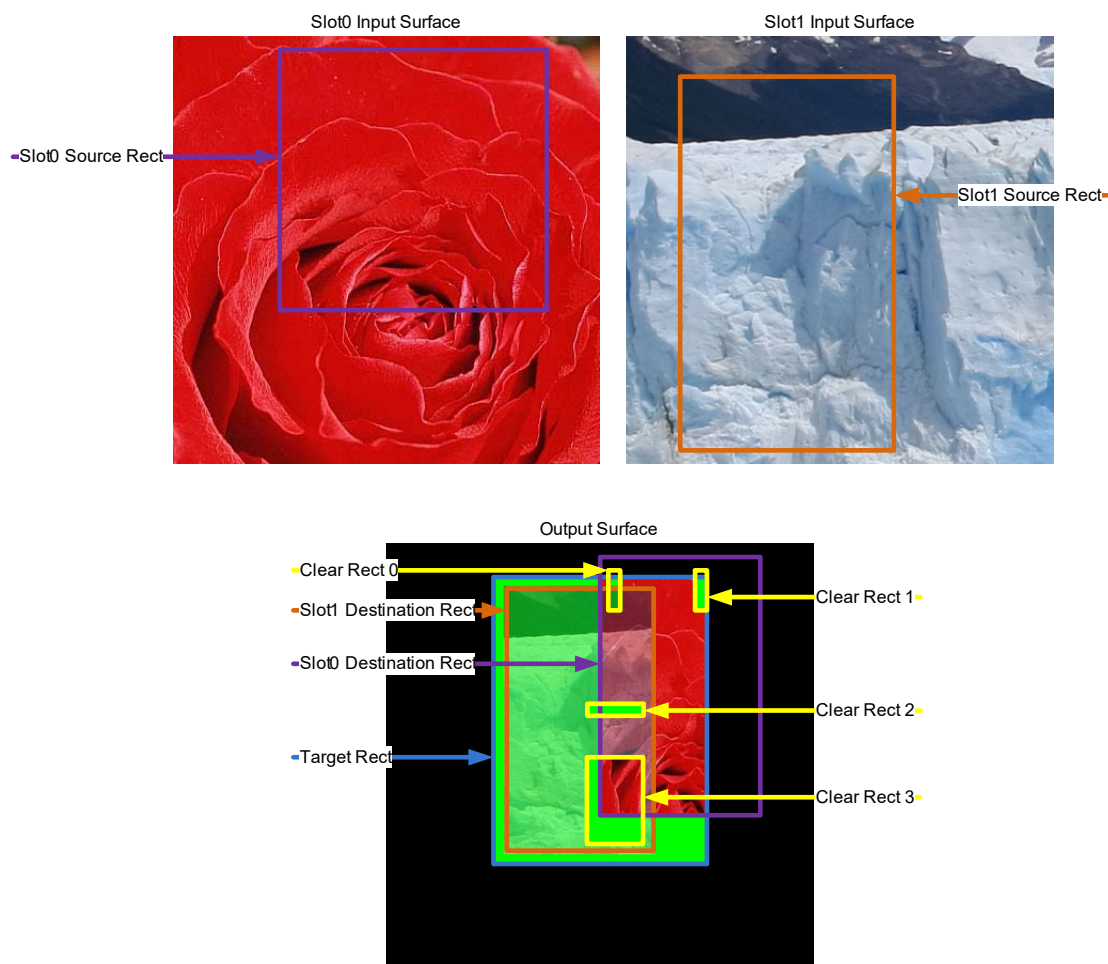 Slot0 Input Surface
Slot1 Input Surface
Slot0 Source Rect
Slot1 Source Rect
Output Surface
Clear Rect 0
Clear Rect 1
Slot1 Destination Rect
Slot0 Destination Rect
Clear Rect 2
Target Rect
Clear Rect 3